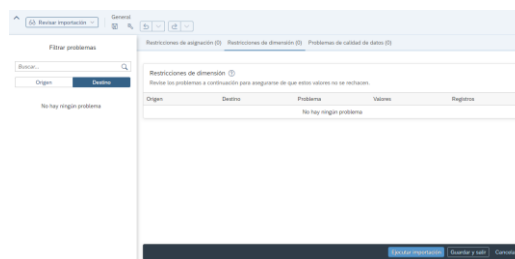 Revisar importación
General
Filtrar problemas
Buscar...
Origen Destino
No hay ningún problema
Restricciones de asignación (0) Restricciones de dimensión (0) Problemas de calidad de datos (0)
Restricciones de dimensión
Revise los problemas a continuación para asegurarse de que estos valores no se rechacen.
Origen Destino Problema Valores Registros
No hay ningún problema
Ejecutar importación Guardar y salir Cancela